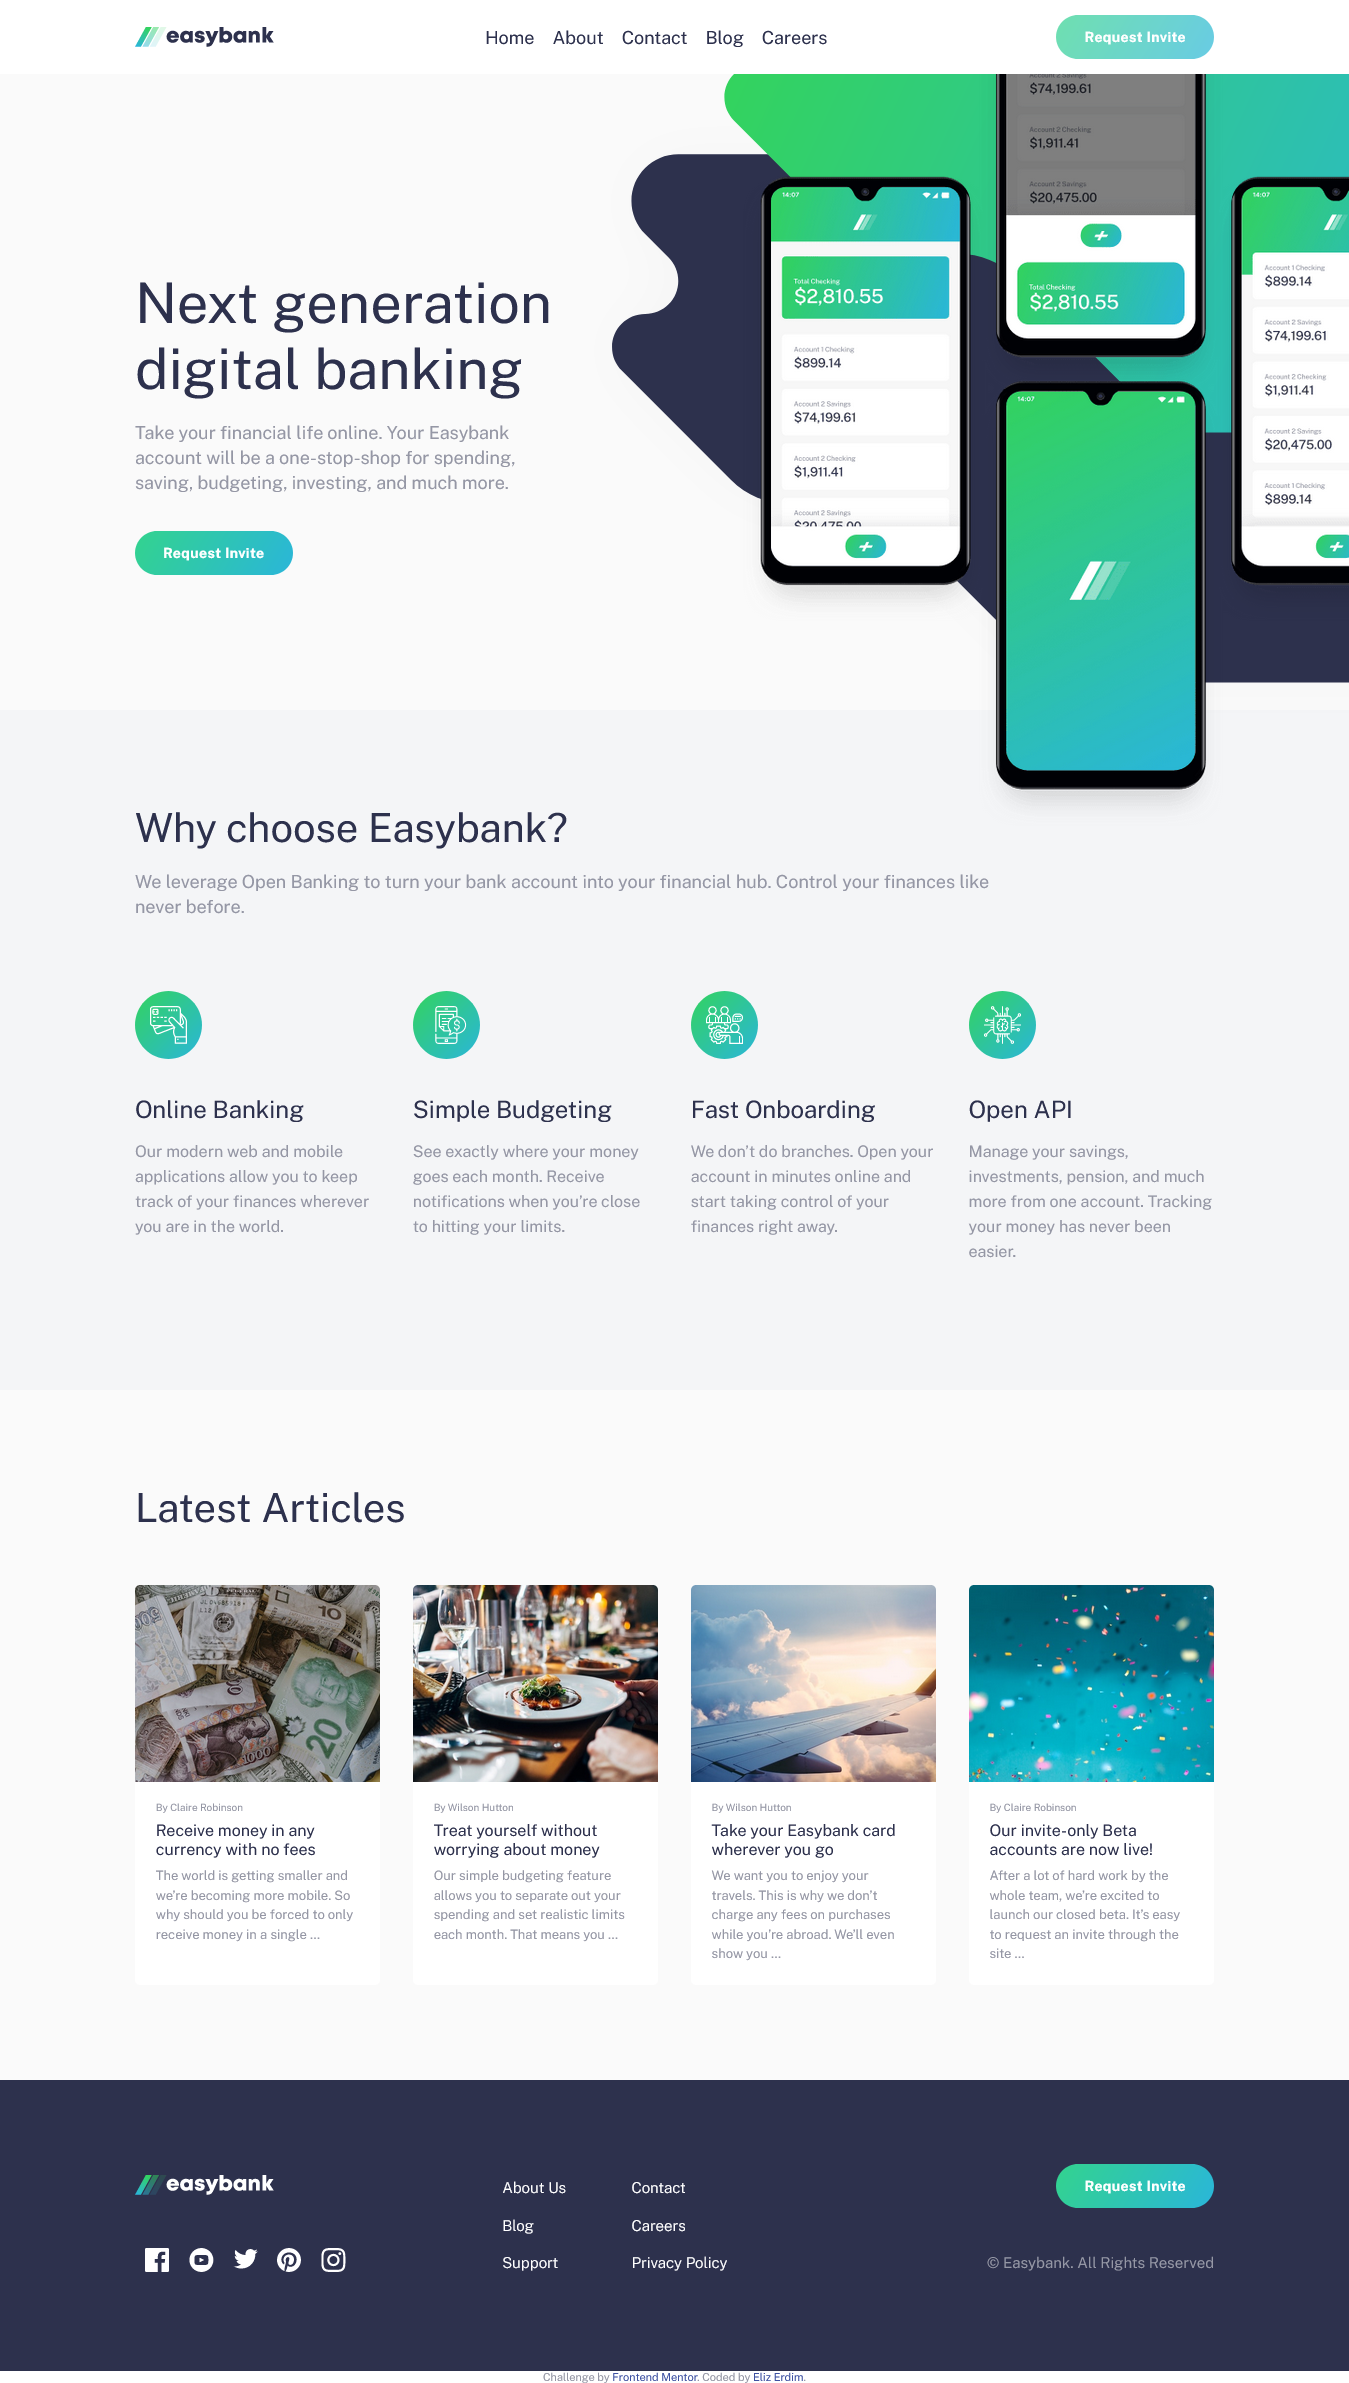 easybank
Home About Contact Blog Careers
Request Invite
Account 2 Savings
$74,199.61
Account 2 Checking
$1,911.41
Account 2 Savings
$20,475.00
Total Checking
$2,810.55
14:07
Total Checking
$2,810.55
Account 1 Checking
$899.14
Account 2 Savings
$74,199.61
Account 2 Checking
$1,911.41
Account 2 Savings
$20,475.00
14:07
Account 1 Checking
$899.14
Account 2 Savings
$74,199.61
Account 2 Checking
$1,911.41
Account 2 Savings
$20,475.00
Account 1 Checking
$899.14
14:07
Next generation
digital banking
Take your financial life online. Your Easybank
account will be a one-stop-shop for spending,
saving, budgeting, investing, and much more.
Request Invite
Why choose Easybank?
We leverage Open Banking to turn your bank account into your financial hub. Control your finances like
never before.
Online Banking
Our modern web and mobile
applications allow you to keep
track of your finances wherever
you are in the world.
Simple Budgeting
See exactly where your money
goes each month. Receive
notifications when you're close
to hitting your limits.
Fast Onboarding
We don't do branches. Open your
account in minutes online and
start taking control of your
finances right away.
Open API
Manage your savings,
investments, pension, and much
more from one account. Tracking
your money has never been
easier.
Latest Articles
By Claire Robinson
Receive money in any
currency with no fees
The world is getting smaller and
we're becoming more mobile. So
why should you be forced to only
receive money in a single ...
By Wilson Hutton
Treat yourself without
worrying about money
Our simple budgeting feature
allows you to separate out your
spending and set realistic limits
each month. That means you ...
By Wilson Hutton
Take your Easybank card
wherever you go
We want you to enjoy your
travels. This is why we don't
charge any fees on purchases
while you're abroad. We'll even
show you ...
By Claire Robinson
Our invite-only Beta
accounts are now live!
After a lot of hard work by the
whole team, we're excited to
launch our closed beta. It's easy
to request an invite through the
site ...
easybank
About Us
Blog
Support
Contact
Careers
Privacy Policy
Request Invite
© Easybank. All Rights Reserved
Challenge by Frontend Mentor. Coded by Eliz Erdim.